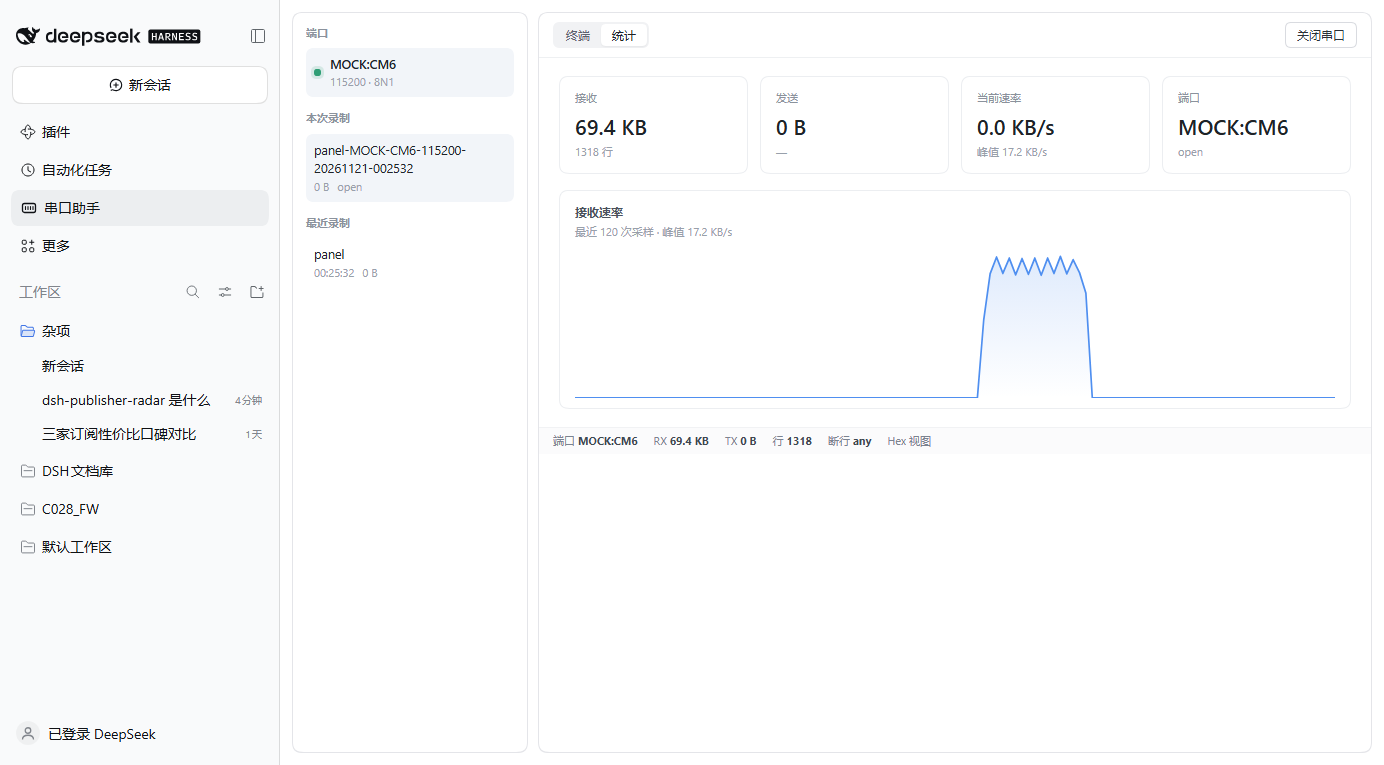 deepseek HARNESS
新会话
插件
自动化任务
串口助手
更多
工作区
杂项
新会话
dsh-publisher-radar 是什么 4分钟
三家订阅性价比口碑对比 1天
DSH文档库
C028_FW
默认工作区
已登录 DeepSeek
端口
MOCK:CM6
115200 · 8N1
本次录制
panel-MOCK-CM6-115200-
20261121-002532
0 B open
最近录制
panel
00:25:32 0 B
终端 统计
关闭串口
接收
69.4 KB
1318 行
发送
0 B
—
当前速率
0.0 KB/s
峰值 17.2 KB/s
端口
MOCK:CM6
open
接收速率
最近 120 次采样 · 峰值 17.2 KB/s
端口 MOCK:CM6 RX 69.4 KB TX 0 B 行 1318 断行 any Hex 视图